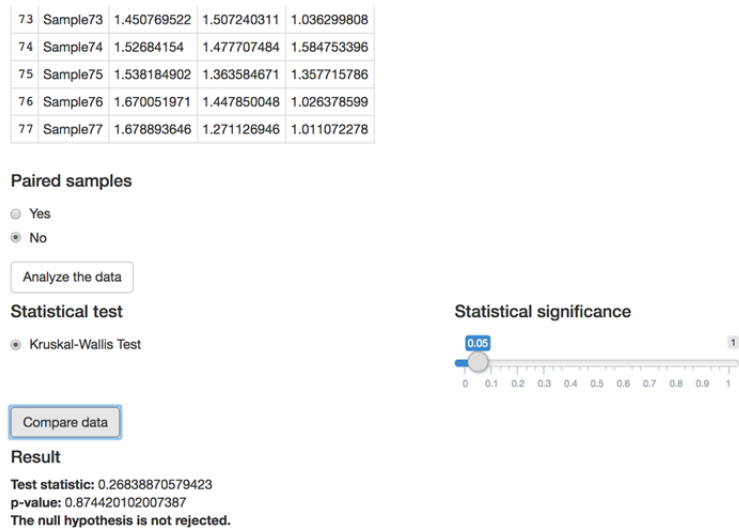 73 Sample73 1.450769522 1.507240311 1.036299808
74 Sample74 1.52684154 1.477707484 1.584753396
75 Sample75 1.538184902 1.363584671 1.357715786
76 Sample76 1.670051971 1.447850048 1.026378599
77 Sample77 1.678893646 1.271126946 1.011072278
Paired samples
Yes
No
Analyze the data
Statistical test
Kruskal-Wallis Test
Statistical significance
0.05 1
0 0.1 0.2 0.3 0.4 0.5 0.6 0.7 0.8 0.9 1
Compare data
Result
Test statistic: 0.26838870579423
p-value: 0.874420102007387
The null hypothesis is not rejected.